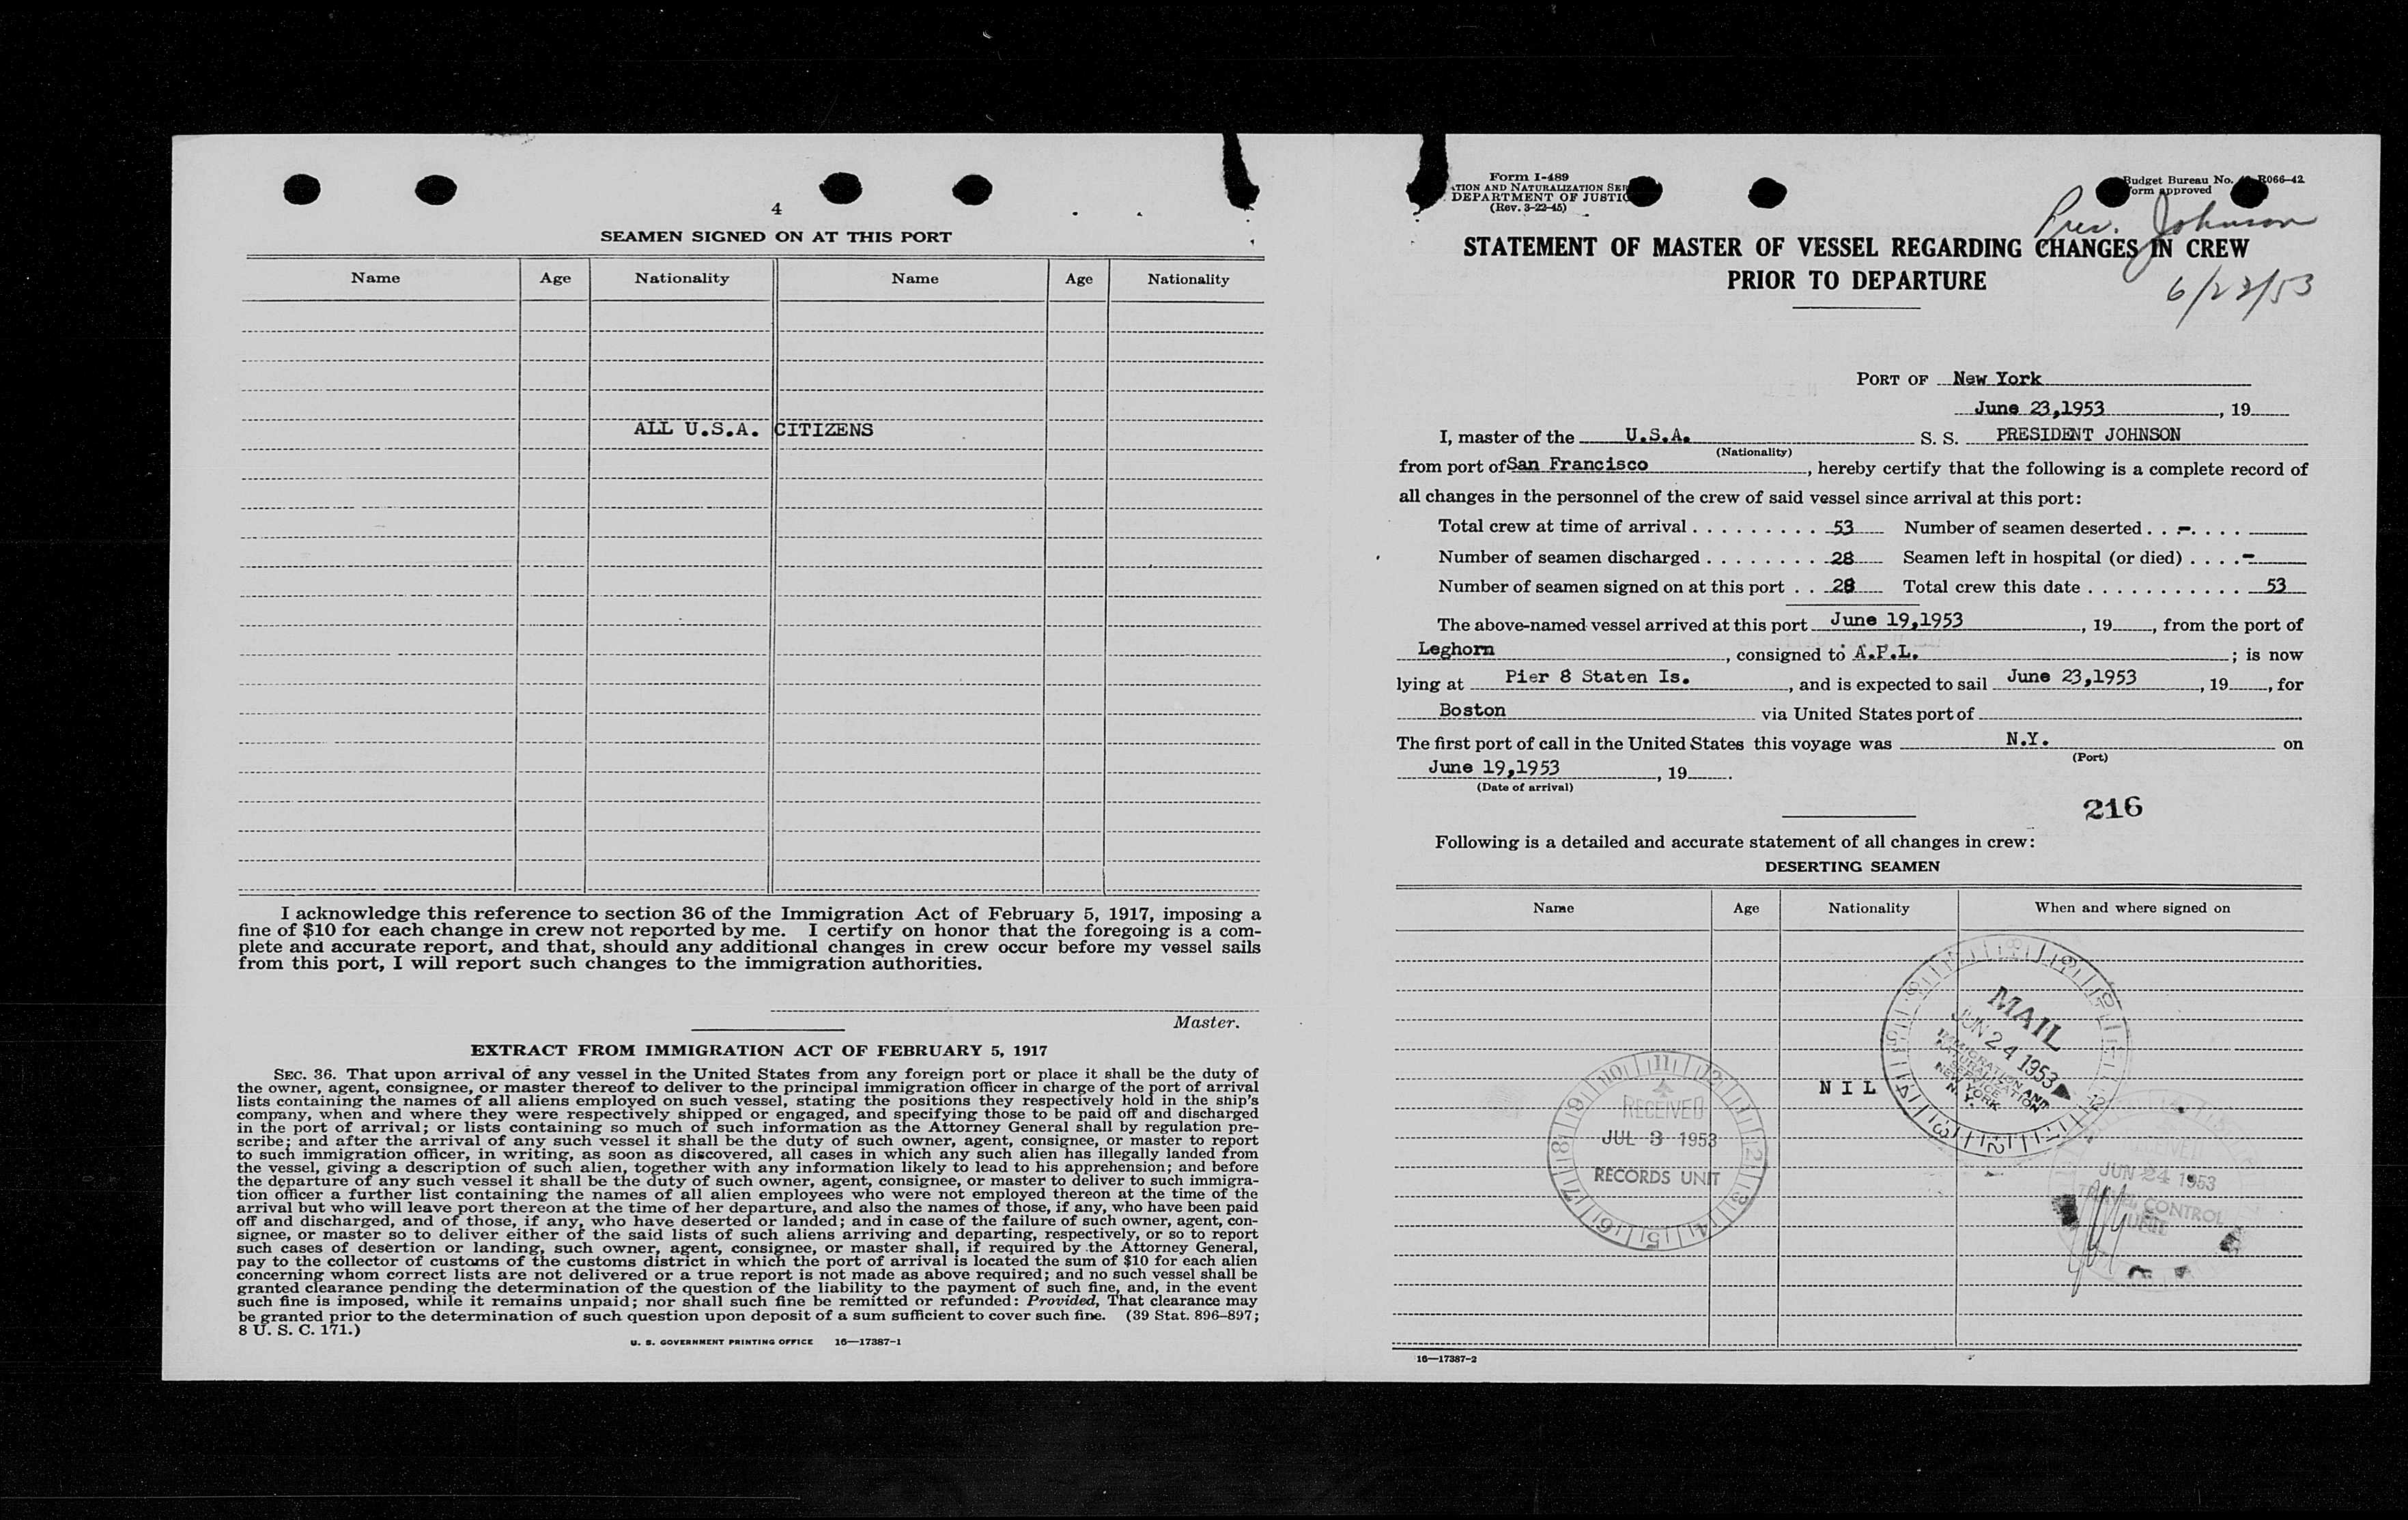 4
SEAMEN SIGNED ON AT THIS PORT
Name Age Nationality Name Age Nationality
ALL U.S.A. CITIZENS
I acknowledge this reference to section 36 of the Immigration Act of February 5, 1917, imposing a
fine of $10 for each change in crew not reported by me. I certify on honor that the foregoing is a com-
plete and accurate report, and that, should any additional changes in crew occur before my vessel sails
from this port, I will report such changes to the immigration authorities.
Master.
EXTRACT FROM IMMIGRATION ACT OF FEBRUARY 5, 1917
SEC. 36. That upon arrival of any vessel in the United States from any foreign port or place it shall be the duty of
the owner, agent, consignee, or master thereof to deliver to the principal immigration officer in charge of the port of arrival
lists containing the names of all aliens employed on such vessel, stating the positions they respectively hold in the ship's
company, when and where they were respectively shipped or engaged, and specifying those to be paid off and discharged
in the port of arrival; or lists containing so much of such information as the Attorney General shall by regulation pre-
scribe; and after the arrival of any such vessel it shall be the duty of such owner, agent, consignee, or master to report
to such immigration officer, in writing, as soon as discovered, all cases in which any such alien has illegally landed from
the vessel, giving a description of such alien, together with any information likely to lead to his apprehension; and before
the departure of any such vessel it shall be the duty of such owner, agent, consignee, or master to deliver to such immigra-
tion officer a further list containing the names of all alien employees who were not employed thereon at the time of the
arrival but who will leave port thereon at the time of her departure, and also the names of those, if any, who have been paid
off and discharged, and of those, if any, who have deserted or landed; and in case of the failure of such owner, agent, con-
signee, or master so to deliver either of the said lists of such aliens arriving and departing, respectively, or so to report
such cases of desertion or landing, such owner, agent, consignee, or master shall, if required by the Attorney General,
pay to the collector of customs of the customs district in which the port of arrival is located the sum of $10 for each alien
concerning whom correct lists are not delivered or a true report is not made as above required; and no such vessel shall be
granted clearance pending the determination of the question of the liability to the payment of such fine, and, in the event
such fine is imposed, while it remains unpaid; nor shall such fine be remitted or refunded: Provided, That clearance may
be granted prior to the determination of such question upon deposit of a sum sufficient to cover such fine. (39 Stat. 896–897;
8 U. S. C. 171.)
U. S. GOVERNMENT PRINTING OFFICE 16—17387-1
Form I-489
ATION AND NATURALIZATION SER
DEPARTMENT OF JUSTIC
(Rev. 3-22-45)
Budget Bureau No. R066-42
orm approved
Pres. Johnson
6/23/53
STATEMENT OF MASTER OF VESSEL REGARDING CHANGES IN CREW
PRIOR TO DEPARTURE
PORT OF New York
June 23,1953, 19
I, master of the U.S.A. S. S. PRESIDENT JOHNSON
(Nationality)
from port of San Francisco, hereby certify that the following is a complete record of
all changes in the personnel of the crew of said vessel since arrival at this port:
Total crew at time of arrival . . . . . . . . . 53 Number of seamen deserted . . - . . . .
Number of seamen discharged . . . . . . . . 28 Seamen left in hospital (or died) . . . . -
Number of seamen signed on at this port . . 28 Total crew this date . . . . . . . . . . . 53
The above-named vessel arrived at this port June 19,1953, 19, from the port of
Leghorn, consigned to A.P.L.; is now
lying at Pier 8 Staten Is., and is expected to sail June 23,1953, 19, for
Boston via United States port of
The first port of call in the United States this voyage was N.Y. on
(Port)
June 19,1953, 19.
(Date of arrival)
216
Following is a detailed and accurate statement of all changes in crew:
DESERTING SEAMEN
Name Age Nationality When and where signed on
MAIL
JUN 24 1953
IMMIGRATION AND
NATURALIZATION
SERVICE
NEW YORK
N. Y.
NIL
RECEIVED
JUL 3 1953
RECORDS UNIT
RECEIVED
JUN 24 1953
TRAVEL CONTROL
UNIT
16—17387-2